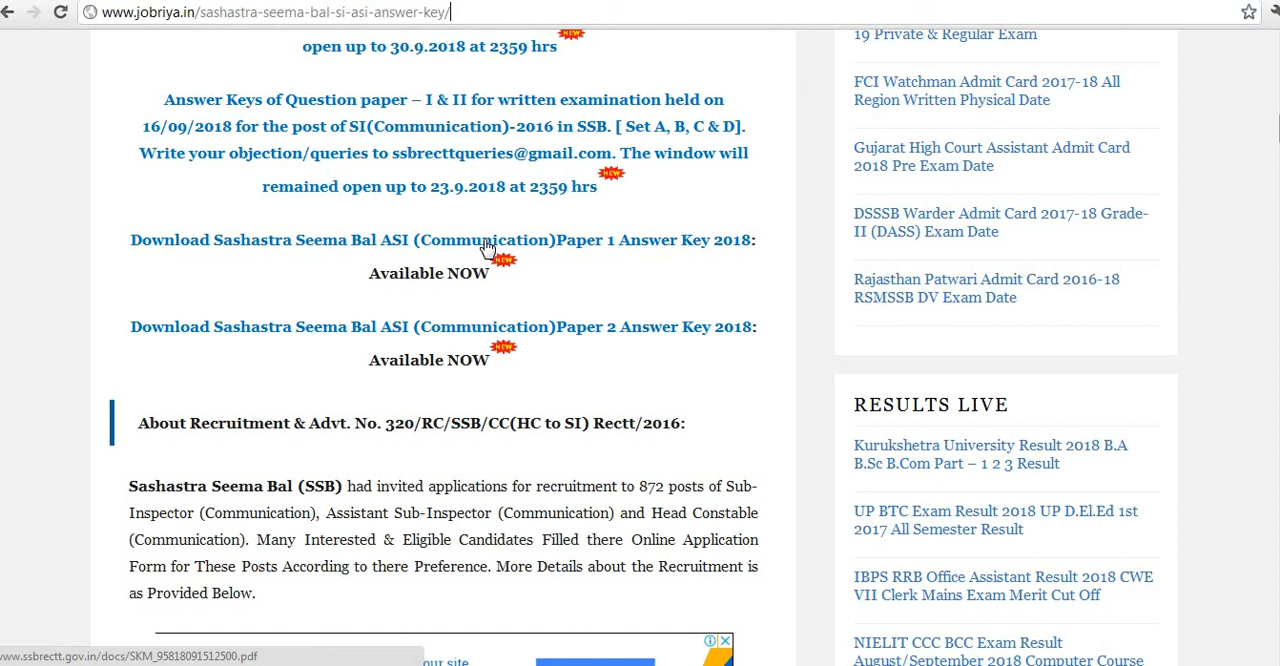 www.jobriya.in/sashastra-seema-bal-si-asi-answer-key/
open up to 30.9.2018 at 2359 hrs NEW
Answer Keys of Question paper – I & II for written examination held on
16/09/2018 for the post of SI(Communication)-2016 in SSB. [ Set A, B, C & D].
Write your objection/queries to ssbrecttqueries@gmail.com. The window will
remained open up to 23.9.2018 at 2359 hrs NEW
Download Sashastra Seema Bal ASI (Communication)Paper 1 Answer Key 2018:
Available NOW NEW
Download Sashastra Seema Bal ASI (Communication)Paper 2 Answer Key 2018:
Available NOW NEW
About Recruitment & Advt. No. 320/RC/SSB/CC(HC to SI) Rectt/2016:
Sashastra Seema Bal (SSB) had invited applications for recruitment to 872 posts of Sub-
Inspector (Communication), Assistant Sub-Inspector (Communication) and Head Constable
(Communication). Many Interested & Eligible Candidates Filled there Online Application
Form for These Posts According to there Preference. More Details about the Recruitment is
as Provided Below.
our site
www.ssbrectt.gov.in/docs/SKM_95818091512500.pdf
19 Private & Regular Exam
FCI Watchman Admit Card 2017-18 All
Region Written Physical Date
Gujarat High Court Assistant Admit Card
2018 Pre Exam Date
DSSSB Warder Admit Card 2017-18 Grade-
II (DASS) Exam Date
Rajasthan Patwari Admit Card 2016-18
RSMSSB DV Exam Date
RESULTS LIVE
Kurukshetra University Result 2018 B.A
B.Sc B.Com Part – 1 2 3 Result
UP BTC Exam Result 2018 UP D.El.Ed 1st
2017 All Semester Result
IBPS RRB Office Assistant Result 2018 CWE
VII Clerk Mains Exam Merit Cut Off
NIELIT CCC BCC Exam Result
August/September 2018 Computer Course